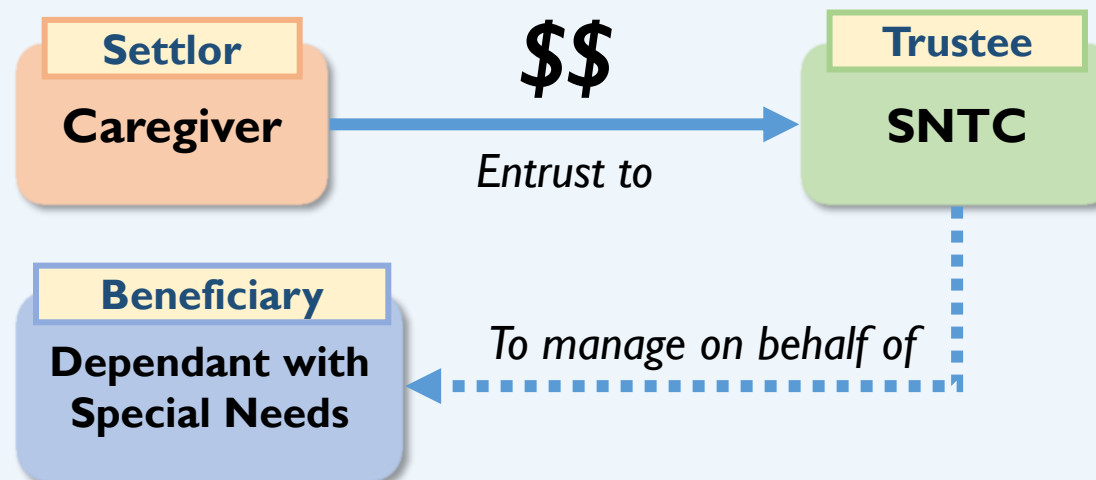 Settlor
Caregiver
$$
Entrust to
Trustee
SNTC
Beneficiary
Dependant with
Special Needs
To manage on behalf of